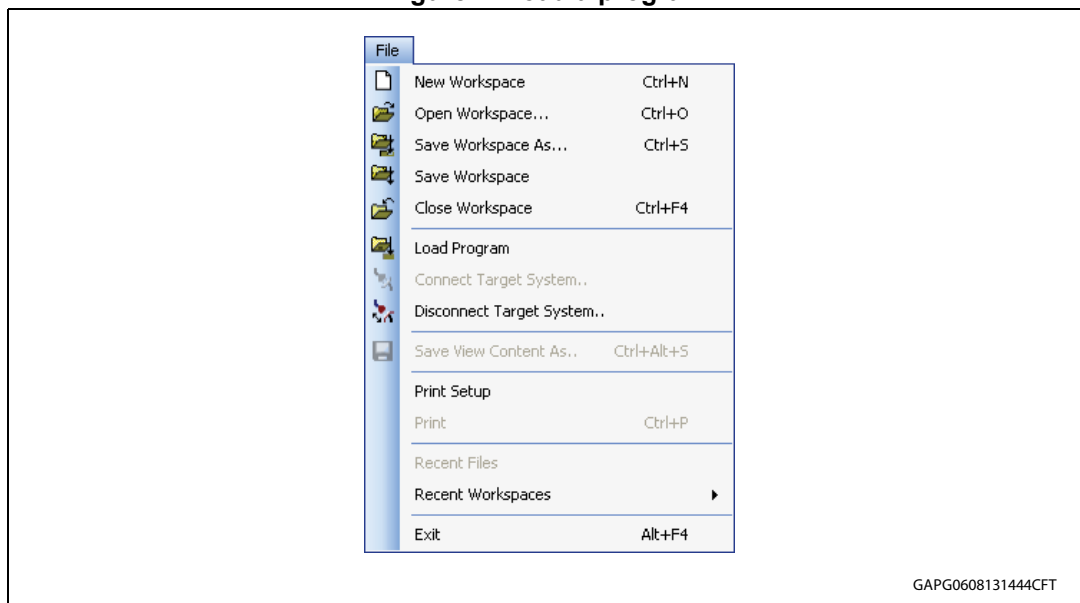 File
New Workspace Ctrl+N
Open Workspace... Ctrl+O
Save Workspace As... Ctrl+S
Save Workspace
Close Workspace Ctrl+F4
Load Program
Connect Target System..
Disconnect Target System..
Save View Content As.. Ctrl+Alt+S
Print Setup
Print Ctrl+P
Recent Files
Recent Workspaces
Exit Alt+F4
GAPG0608131444CFT